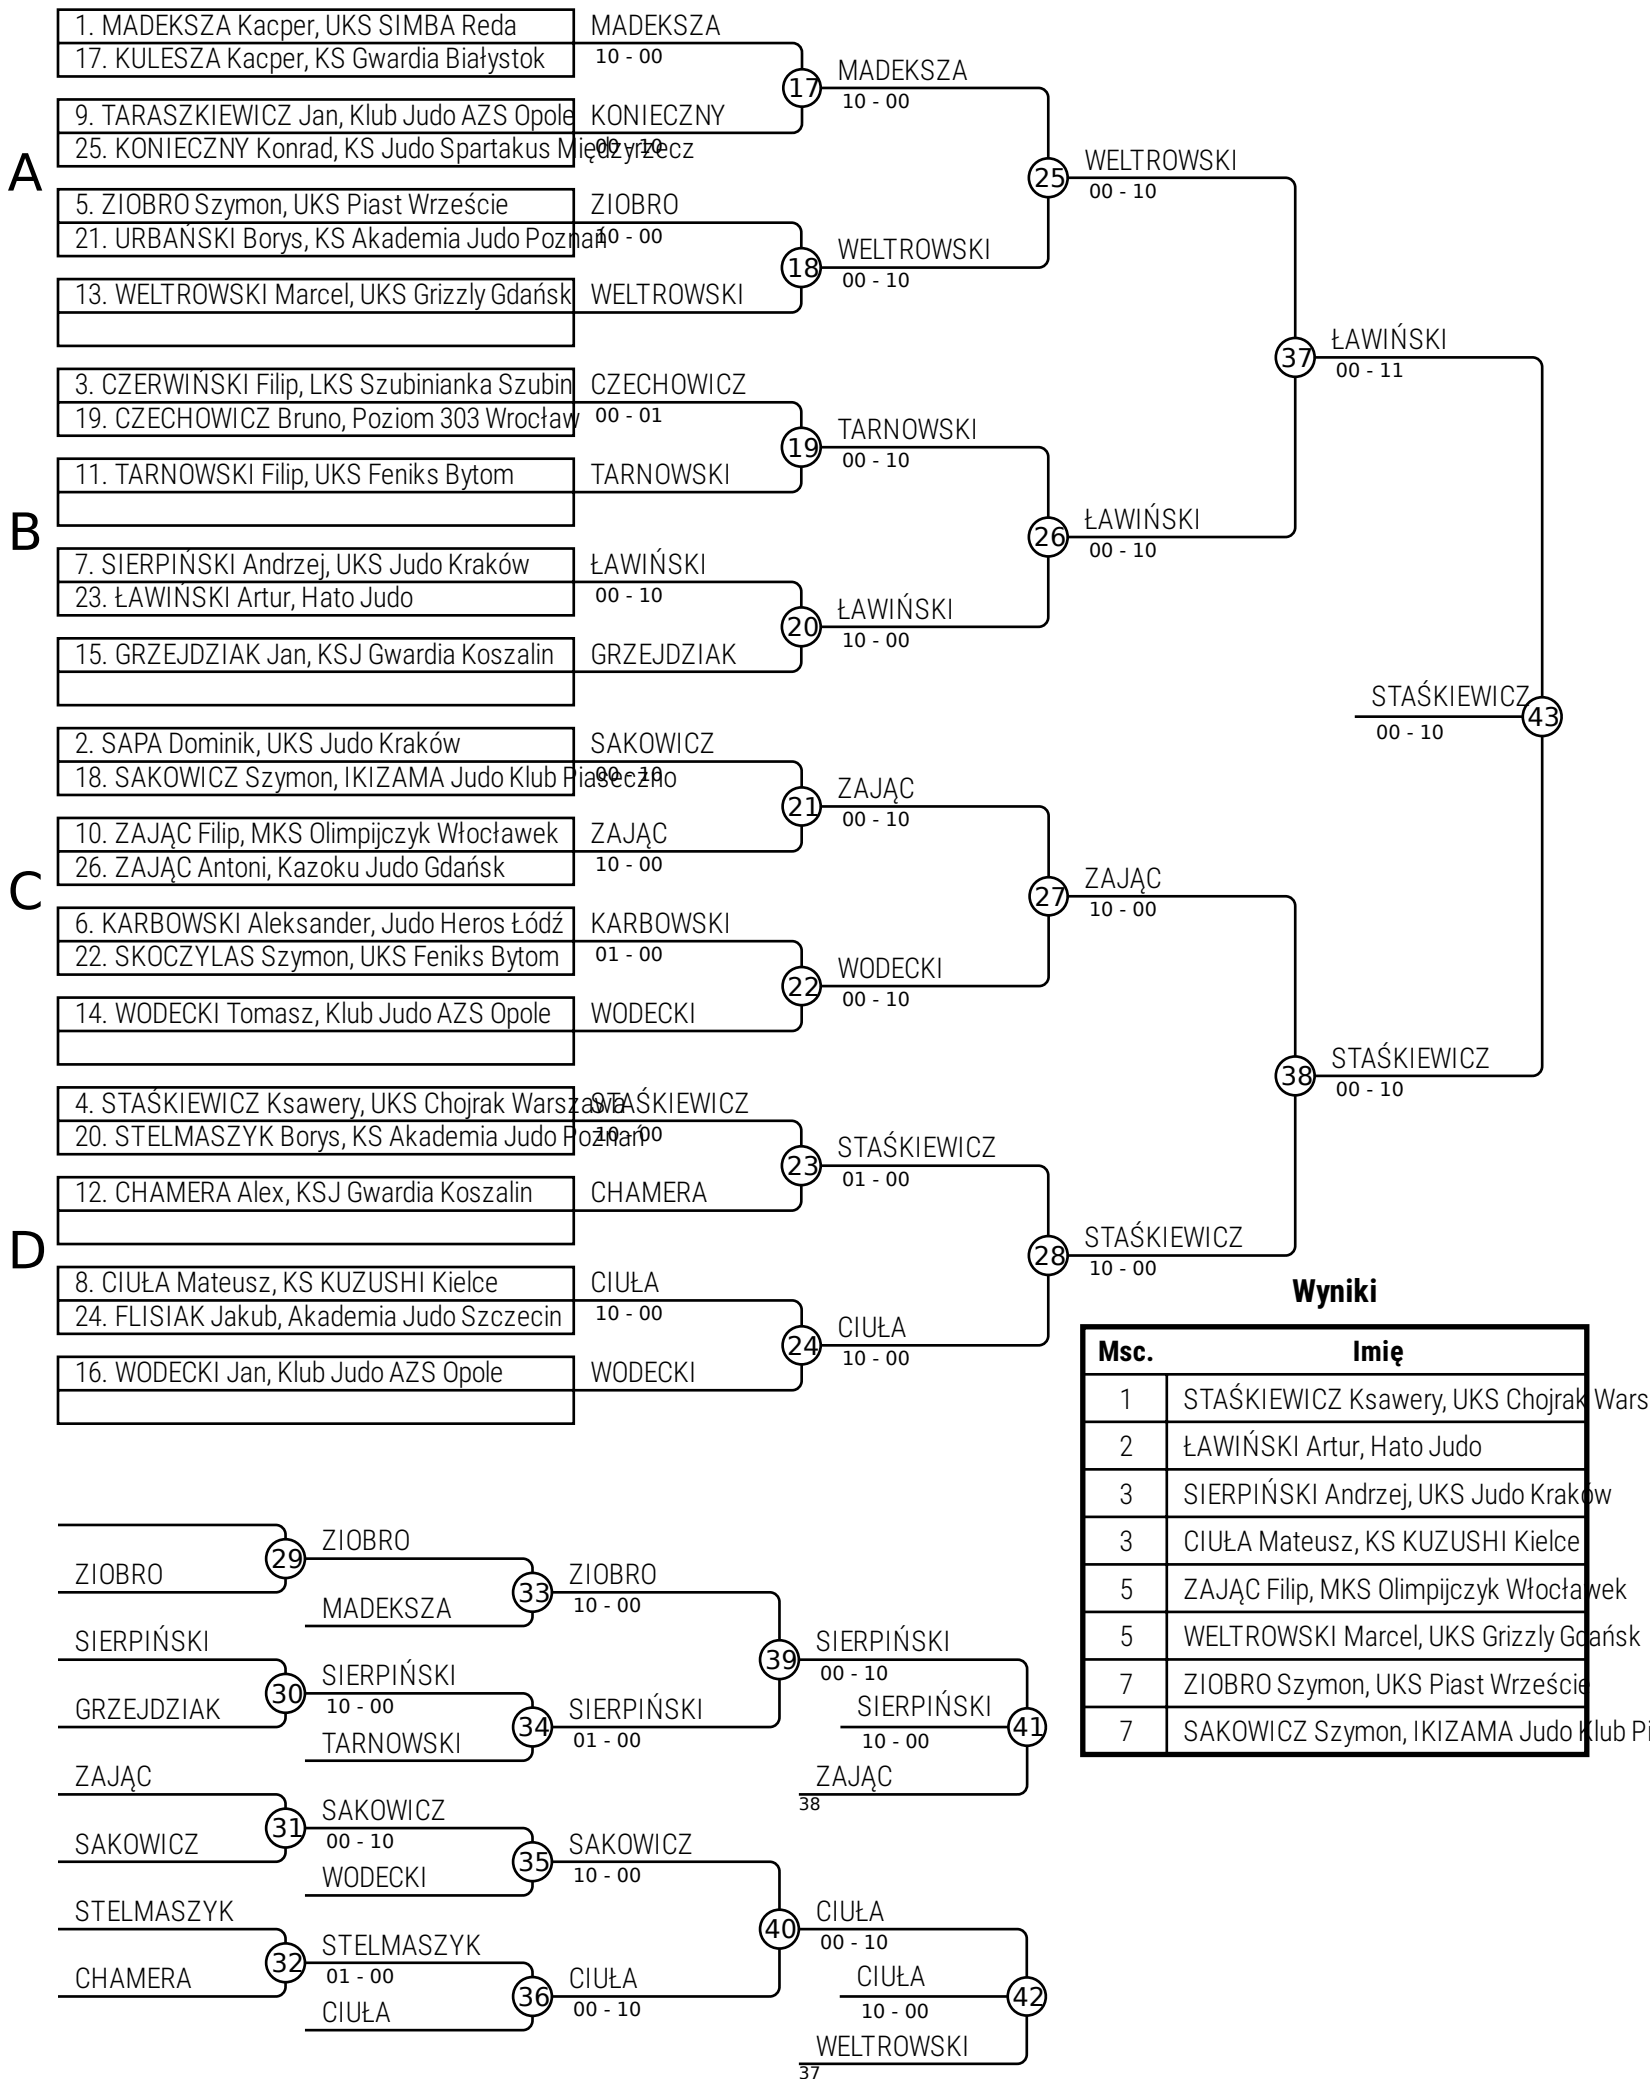 1. MADEKSZA Kacper, UKS SIMBA Reda
17. KULESZA Kacper, KS Gwardia Białystok
MADEKSZA
10 - 00
9. TARASZKIEWICZ Jan, Klub Judo AZS Opole
25. KONIECZNY Konrad, KS Judo Spartakus Międzyrzecz
KONIECZNY
00 - 10
17
MADEKSZA
10 - 00
A
5. ZIOBRO Szymon, UKS Piast Wrzeście
21. URBAŃSKI Borys, KS Akademia Judo Poznań
ZIOBRO
10 - 00
13. WELTROWSKI Marcel, UKS Grizzly Gdańsk
WELTROWSKI
18
WELTROWSKI
00 - 10
25
WELTROWSKI
00 - 10
3. CZERWIŃSKI Filip, LKS Szubinianka Szubin
19. CZECHOWICZ Bruno, Poziom 303 Wrocław
CZECHOWICZ
00 - 01
11. TARNOWSKI Filip, UKS Feniks Bytom
TARNOWSKI
19
TARNOWSKI
00 - 10
B
7. SIERPIŃSKI Andrzej, UKS Judo Kraków
23. ŁAWIŃSKI Artur, Hato Judo
ŁAWIŃSKI
00 - 10
15. GRZEJDZIAK Jan, KSJ Gwardia Koszalin
GRZEJDZIAK
20
ŁAWIŃSKI
10 - 00
26
ŁAWIŃSKI
00 - 10
37
ŁAWIŃSKI
00 - 11
2. SAPA Dominik, UKS Judo Kraków
18. SAKOWICZ Szymon, IKIZAMA Judo Klub Piaseczno
SAKOWICZ
00 - 10
10. ZAJĄC Filip, MKS Olimpijczyk Włocławek
26. ZAJĄC Antoni, Kazoku Judo Gdańsk
ZAJĄC
10 - 00
21
ZAJĄC
00 - 10
C
6. KARBOWSKI Aleksander, Judo Heros Łódź
22. SKOCZYLAS Szymon, UKS Feniks Bytom
KARBOWSKI
01 - 00
14. WODECKI Tomasz, Klub Judo AZS Opole
WODECKI
22
WODECKI
00 - 10
27
ZAJĄC
10 - 00
4. STAŚKIEWICZ Ksawery, UKS Chojrak Warszawa
20. STELMASZYK Borys, KS Akademia Judo Poznań
STAŚKIEWICZ
10 - 00
12. CHAMERA Alex, KSJ Gwardia Koszalin
CHAMERA
23
STAŚKIEWICZ
01 - 00
D
8. CIUŁA Mateusz, KS KUZUSHI Kielce
24. FLISIAK Jakub, Akademia Judo Szczecin
CIUŁA
10 - 00
16. WODECKI Jan, Klub Judo AZS Opole
WODECKI
24
CIUŁA
10 - 00
28
STAŚKIEWICZ
10 - 00
38
STAŚKIEWICZ
00 - 10
STAŚKIEWICZ
43
00 - 10
Wyniki
Msc. Imię
1 STAŚKIEWICZ Ksawery, UKS Chojrak Wars
2 ŁAWIŃSKI Artur, Hato Judo
3 SIERPIŃSKI Andrzej, UKS Judo Kraków
3 CIUŁA Mateusz, KS KUZUSHI Kielce
5 ZAJĄC Filip, MKS Olimpijczyk Włocławek
5 WELTROWSKI Marcel, UKS Grizzly Gdańsk
7 ZIOBRO Szymon, UKS Piast Wrzeście
7 SAKOWICZ Szymon, IKIZAMA Judo Klub Pi
ZIOBRO
29
ZIOBRO
MADEKSZA
33
ZIOBRO
10 - 00
SIERPIŃSKI
GRZEJDZIAK
30
SIERPIŃSKI
10 - 00
TARNOWSKI
34
SIERPIŃSKI
01 - 00
39
SIERPIŃSKI
00 - 10
SIERPIŃSKI
41
10 - 00
ZAJĄC
38
ZAJĄC
SAKOWICZ
31
SAKOWICZ
00 - 10
WODECKI
35
SAKOWICZ
10 - 00
STELMASZYK
CHAMERA
32
STELMASZYK
01 - 00
CIUŁA
36
CIUŁA
00 - 10
40
CIUŁA
00 - 10
CIUŁA
42
10 - 00
WELTROWSKI
37